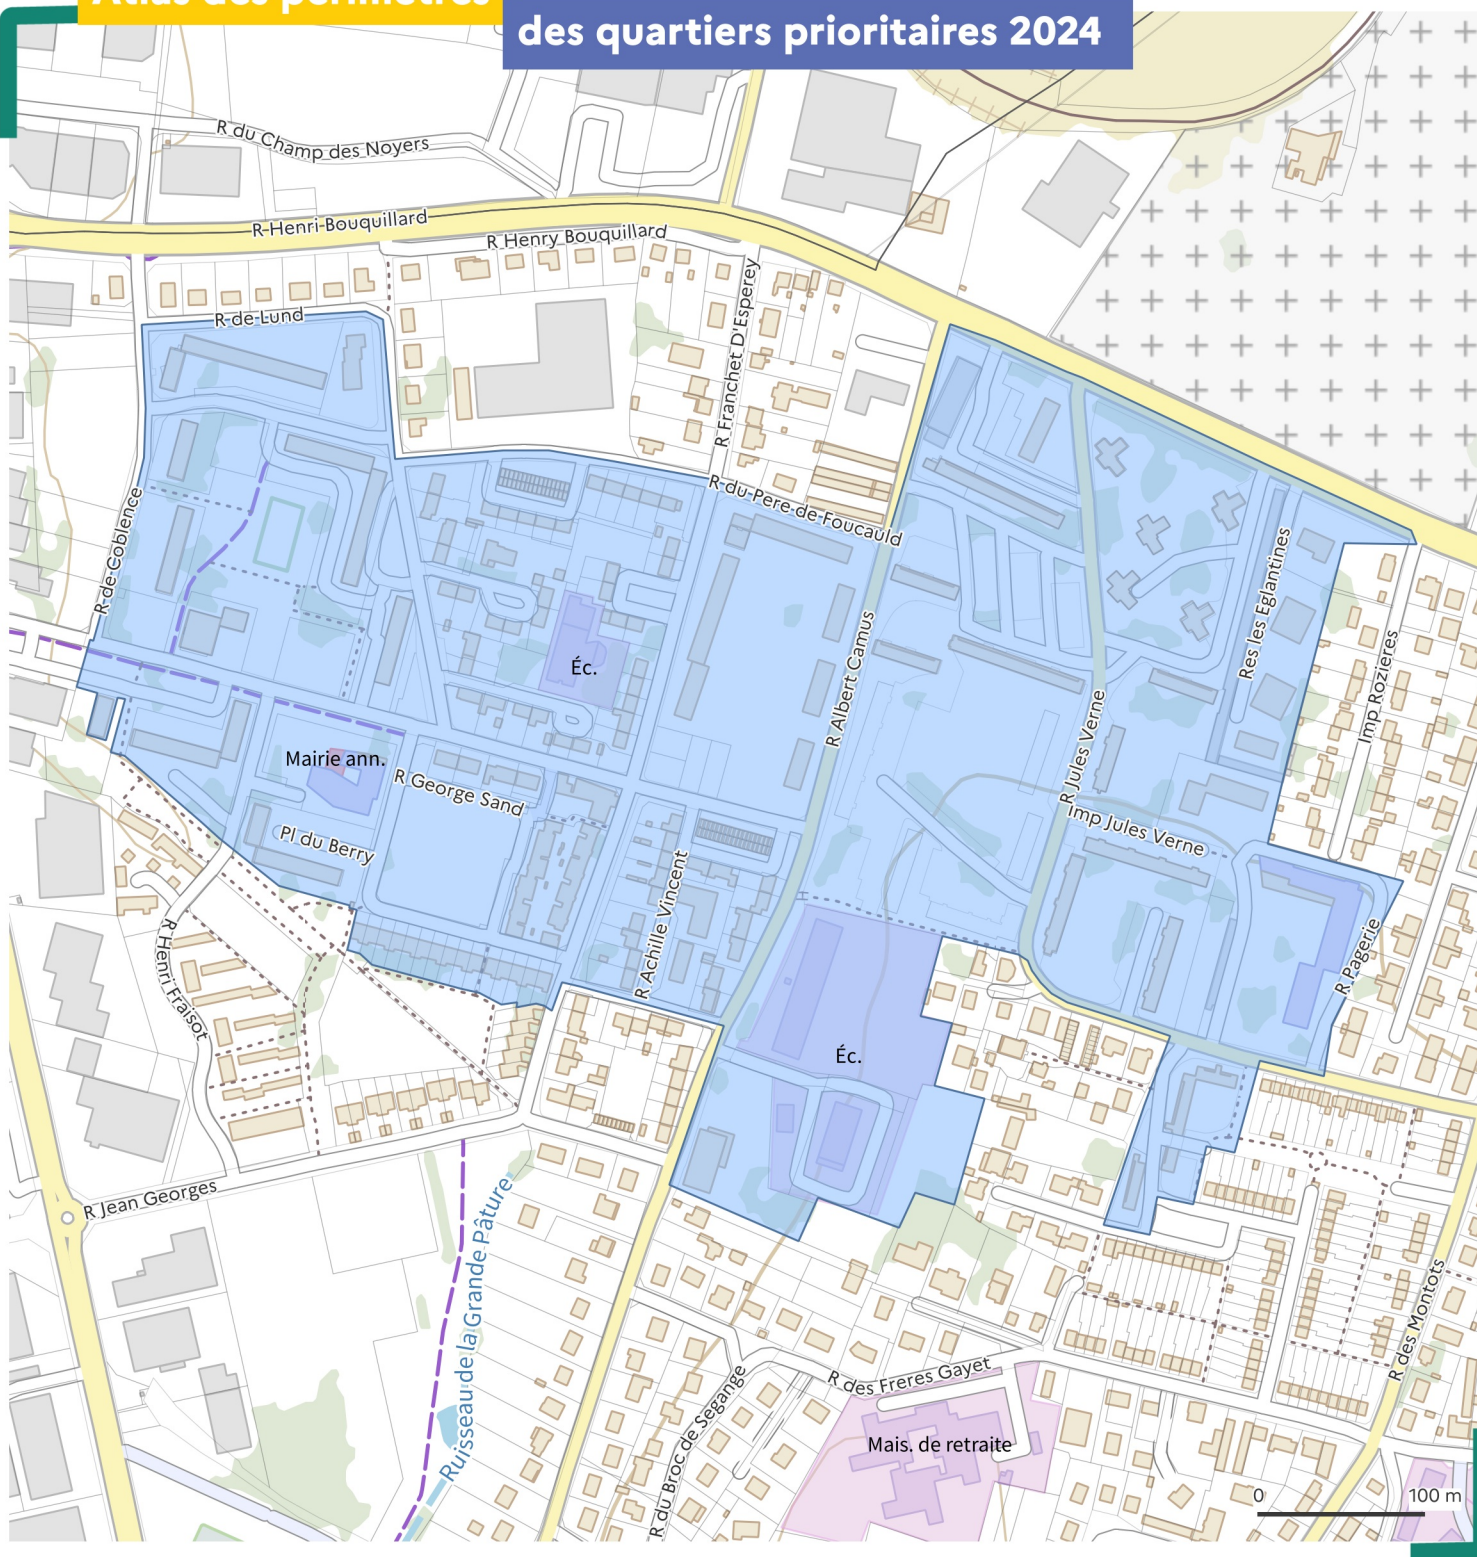 Atlas des périmètres
des quartiers prioritaires 2024
R du Champ des Noyers
R Henri Bouquillard
R Henry Bouquillard
R de Lund
R Franchet D'Esperey
R du Pere de Foucauld
R de Coblence
Res les Eglantines
R Albert Camus
Imp Rozieres
Éc.
R Jules Verne
Mairie ann.
R George Sand
Imp Jules Verne
Pl du Berry
R Achille Vincent
R Pagerie
R Henri Fraisot
Éc.
R Jean Georges
Ruisseau de la Grande Pâture
R des Montots
R des Freres Gayet
R du Broc de Segange
Mais. de retraite
0 100 m